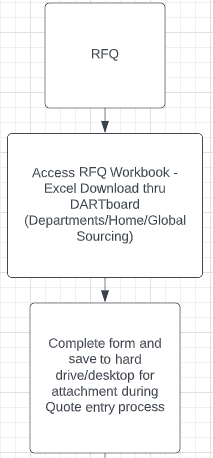 RFQ
Access RFQ Workbook -
Excel Download thru
DARTboard
(Departments/Home/Global
Sourcing)
Complete form and
save to hard
drive/desktop for
attachment during
Quote entry process